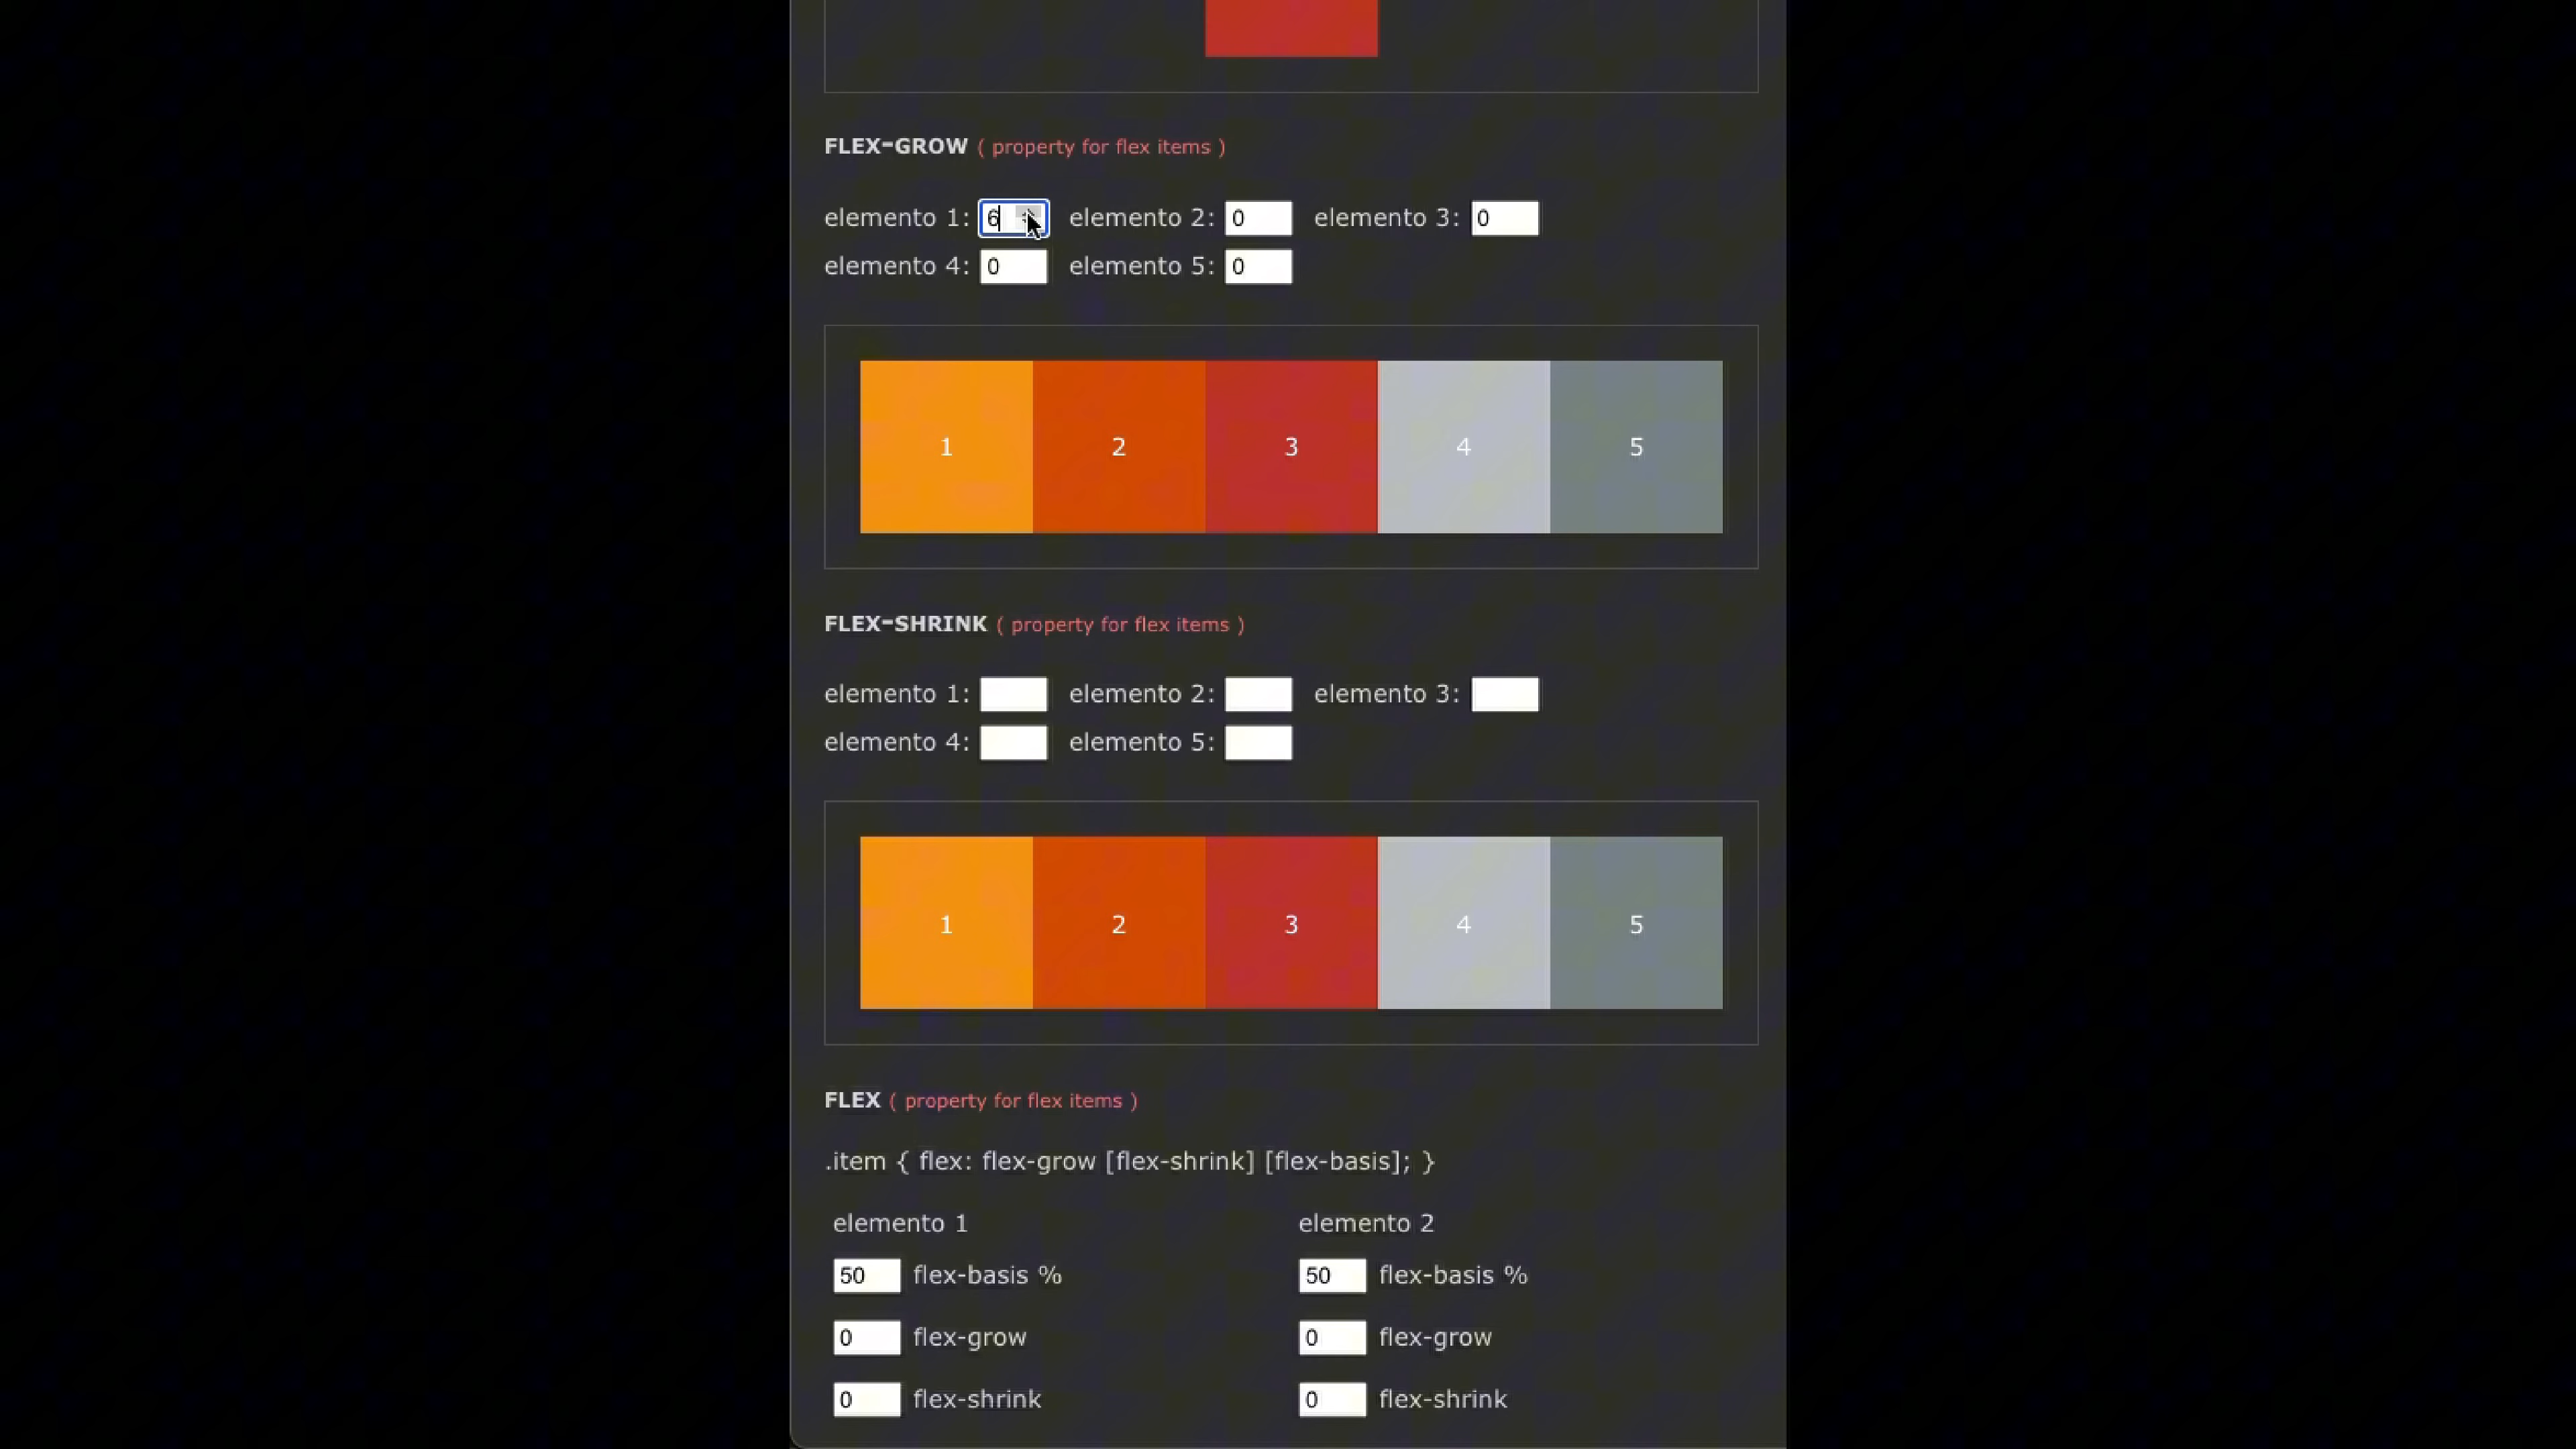 FLEX-GROW ( property for flex items )
elemento 1: 6 elemento 2: 0 elemento 3: 0
elemento 4: 0 elemento 5: 0
1 2 3 4 5
FLEX-SHRINK ( property for flex items )
elemento 1: elemento 2: elemento 3:
elemento 4: elemento 5:
1 2 3 4 5
FLEX ( property for flex items )
.item { flex: flex-grow [flex-shrink] [flex-basis]; }
elemento 1 elemento 2
50 flex-basis % 50 flex-basis %
0 flex-grow 0 flex-grow
0 flex-shrink 0 flex-shrink